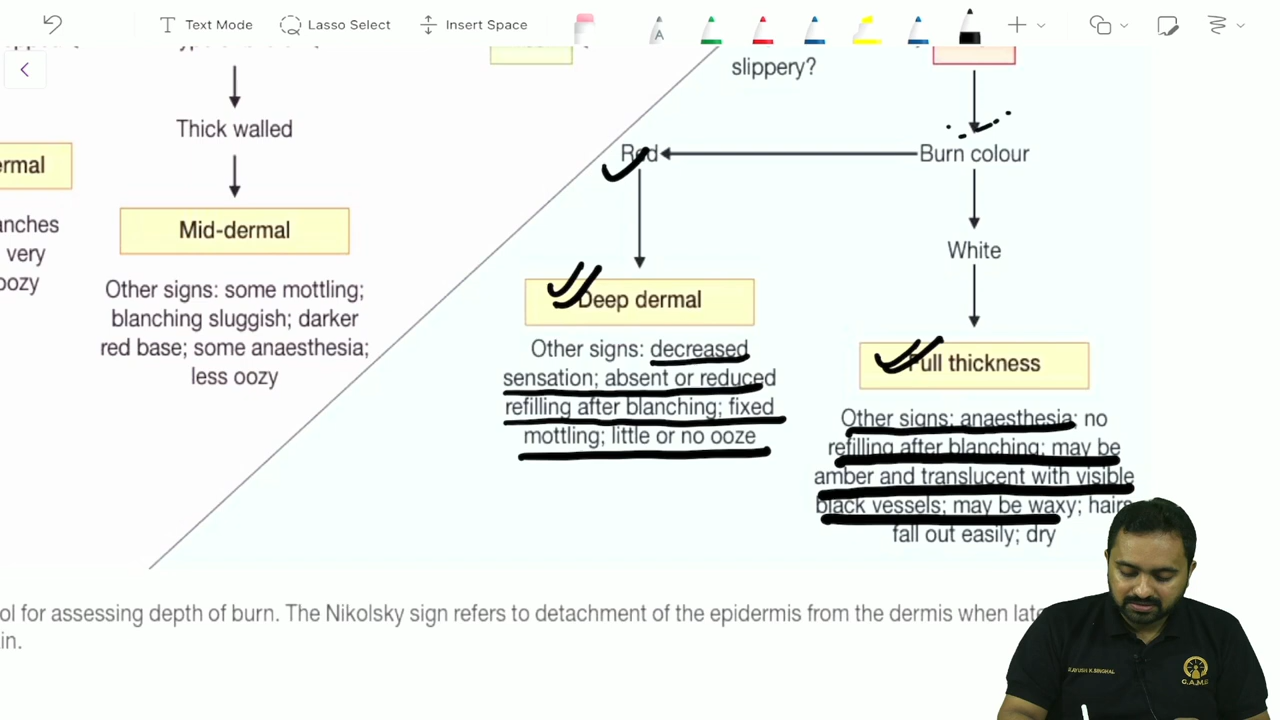 Text Mode
Lasso Select
Insert Space
A
slippery?
Thick walled
Red
Burn colour
Mid-dermal
White
Deep dermal
Other signs: some mottling;
blanching sluggish; darker
red base; some anaesthesia;
less oozy
Other signs: decreased
sensation; absent or reduced
refilling after blanching; fixed
mottling; little or no ooze
Full thickness
Other signs: anaesthesia; no
refilling after blanching; may be
amber and translucent with visible
black vessels; may be waxy; hairs
fall out easily; dry
very
for assessing depth of burn. The Nikolsky sign refers to detachment of the epidermis from the dermis when
AYUSH K SINGHAL